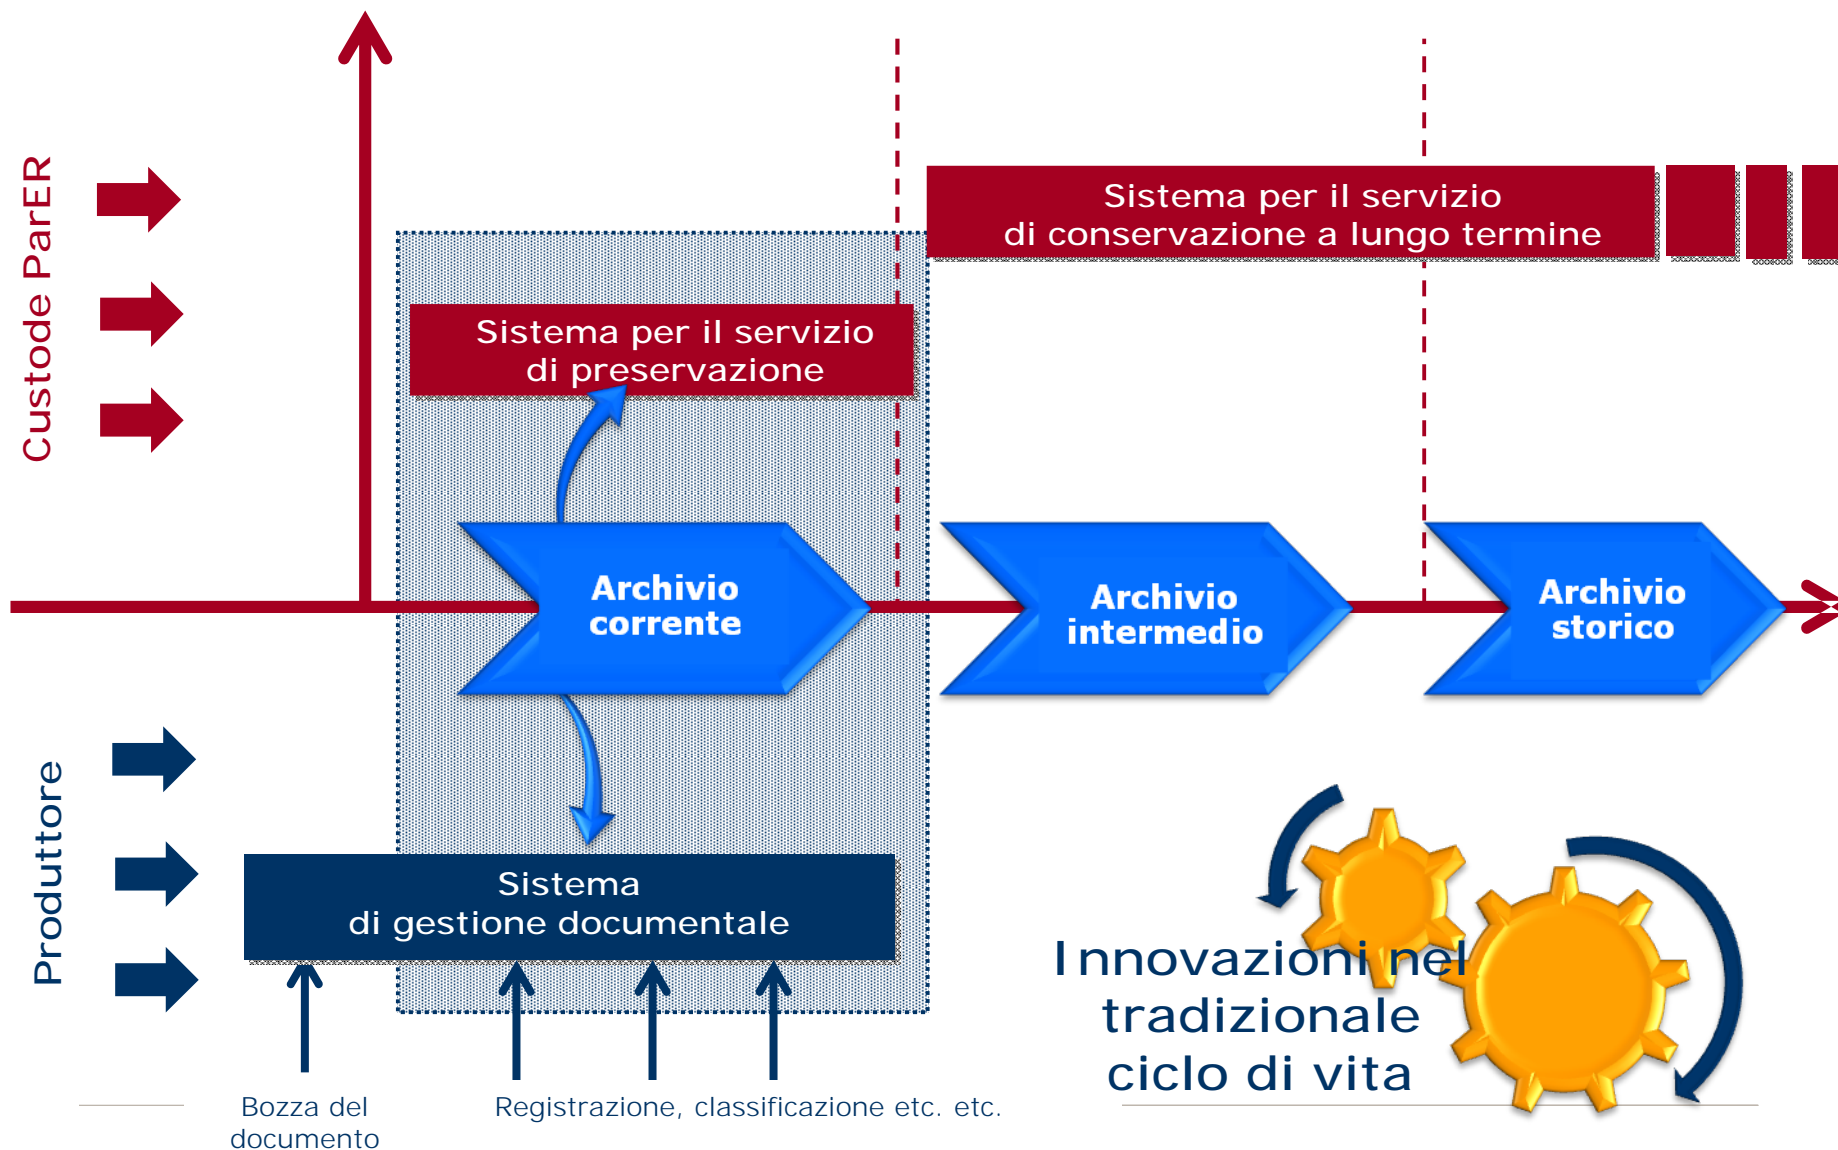 Custode ParER
Sistema per il servizio
di conservazione a lungo termine
Sistema per il servizio
di preservazione
Archivio
corrente
Archivio
intermedio
Archivio
storico
Produttore
Sistema
di gestione documentale
Innovazioni nel
tradizionale
ciclo di vita
Bozza del
documento
Registrazione, classificazione etc. etc.